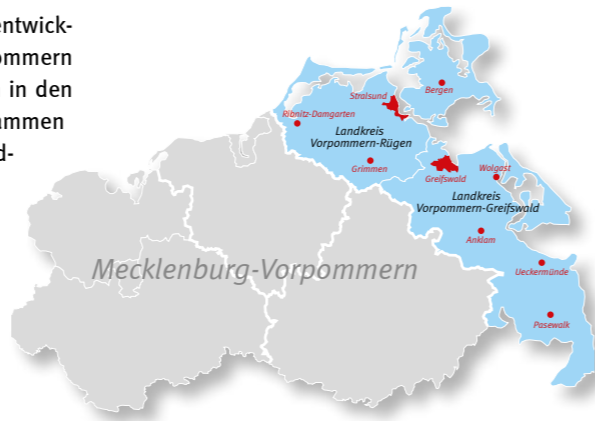 entwick-
ommern
in den
ammen
d-
Stralsund
Bergen
Ribnitz-Damgarten
Landkreis
Vorpommern-Rügen
Grimmen
Greifswald
Wolgast
Landkreis
Vorpommern-Greifswald
Anklam
Mecklenburg-Vorpommern
Ueckermünde
Pasewalk